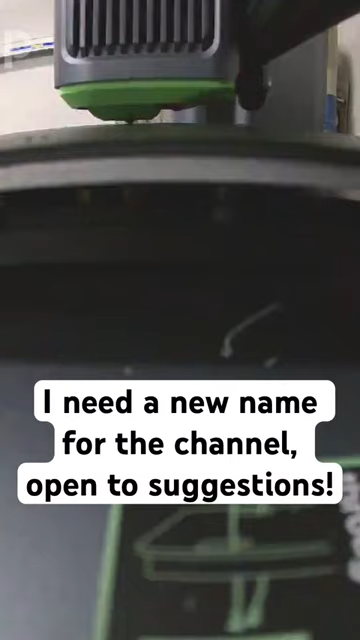 I need a new name
for the channel,
open to suggestions!